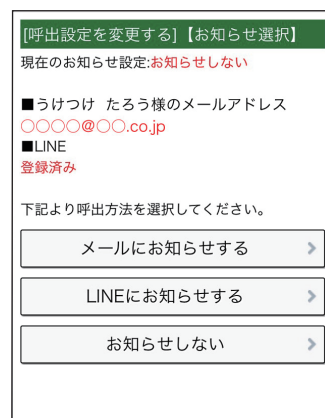 [呼出設定を変更する]【お知らせ選択】
現在のお知らせ設定:お知らせしない
■うけつけ たろう様のメールアドレス
○○○○@○○.co.jp
■LINE
登録済み
下記より呼出方法を選択してください。
メールにお知らせする
LINEにお知らせする
お知らせしない